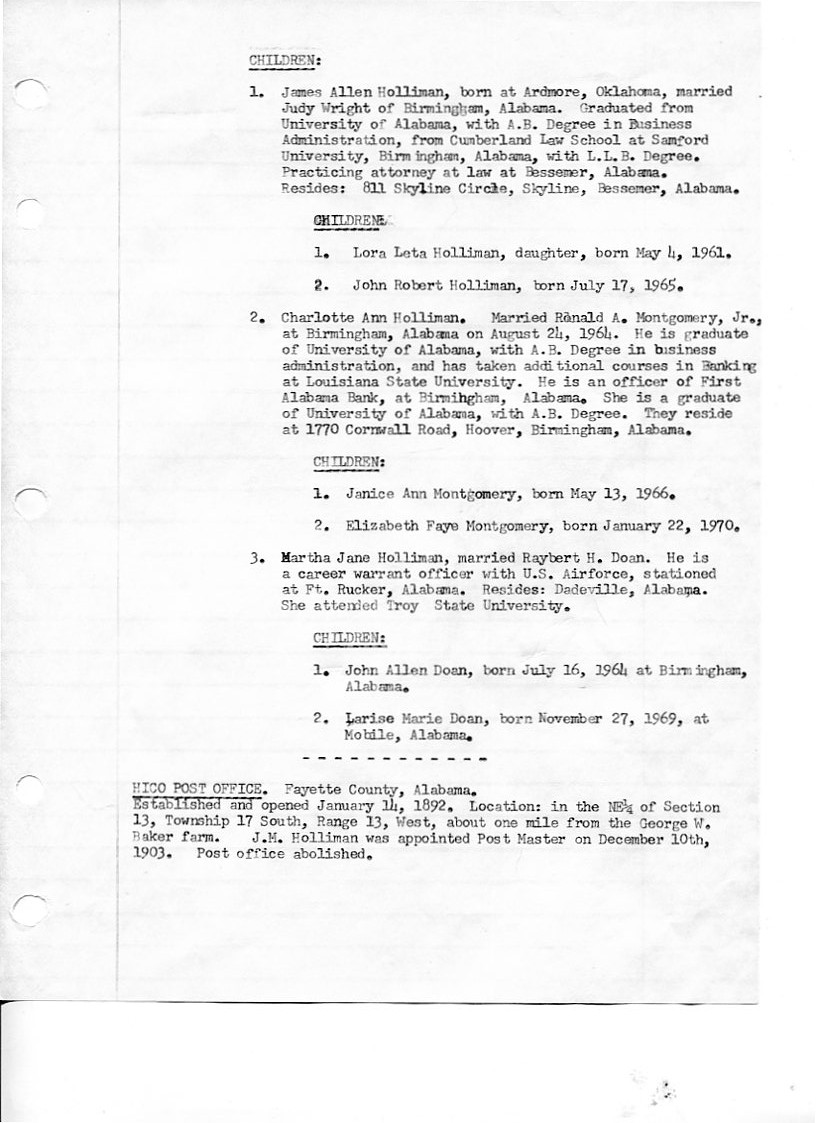 CHILDREN:
1. James Allen Holliman, born at Ardmore, Oklahoma, married
Judy Wright of Birmingham, Alabama. Graduated from
University of Alabama, with A.B. Degree in Business
Administration, from Cumberland Law School at Samford
University, Birmingham, Alabama, with L.L.B. Degree.
Practicing attorney at law at Bessemer, Alabama.
Resides: 811 Skyline Circle, Skyline, Bessemer, Alabama.
CHILDREN:
1. Lora Leta Holliman, daughter, born May 4, 1961.
2. John Robert Holliman, born July 17, 1965.
2. Charlotte Ann Holliman. Married Ronald A. Montgomery, Jr.,
at Birmingham, Alabama on August 24, 1964. He is graduate
of University of Alabama, with A.B. Degree in business
administration, and has taken additional courses in Banking
at Louisiana State University. He is an officer of First
Alabama Bank, at Birmihgham, Alabama. She is a graduate
of University of Alabama, with A.B. Degree. They reside
at 1770 Cornwall Road, Hoover, Birmingham, Alabama.
CHILDREN:
1. Janice Ann Montgomery, born May 13, 1966.
2. Elizabeth Faye Montgomery, born January 22, 1970.
3. Martha Jane Holliman, married Raybert H. Doan. He is
a career warrant officer with U.S. Airforce, stationed
at Ft. Rucker, Alabama. Resides: Dadeville, Alabama.
She attended Troy State University.
CHILDREN:
1. John Allen Doan, born July 16, 1964 at Birmingham,
Alabama.
2. Larise Marie Doan, born November 27, 1969, at
Mobile, Alabama.
- - - - - - - - - - - -
HICO POST OFFICE. Fayette County, Alabama.
Established and opened January 14, 1892. Location: in the NE¼ of Section
13, Township 17 South, Range 13, West, about one mile from the George W.
Baker farm. J.M. Holliman was appointed Post Master on December 10th,
1903. Post office abolished.